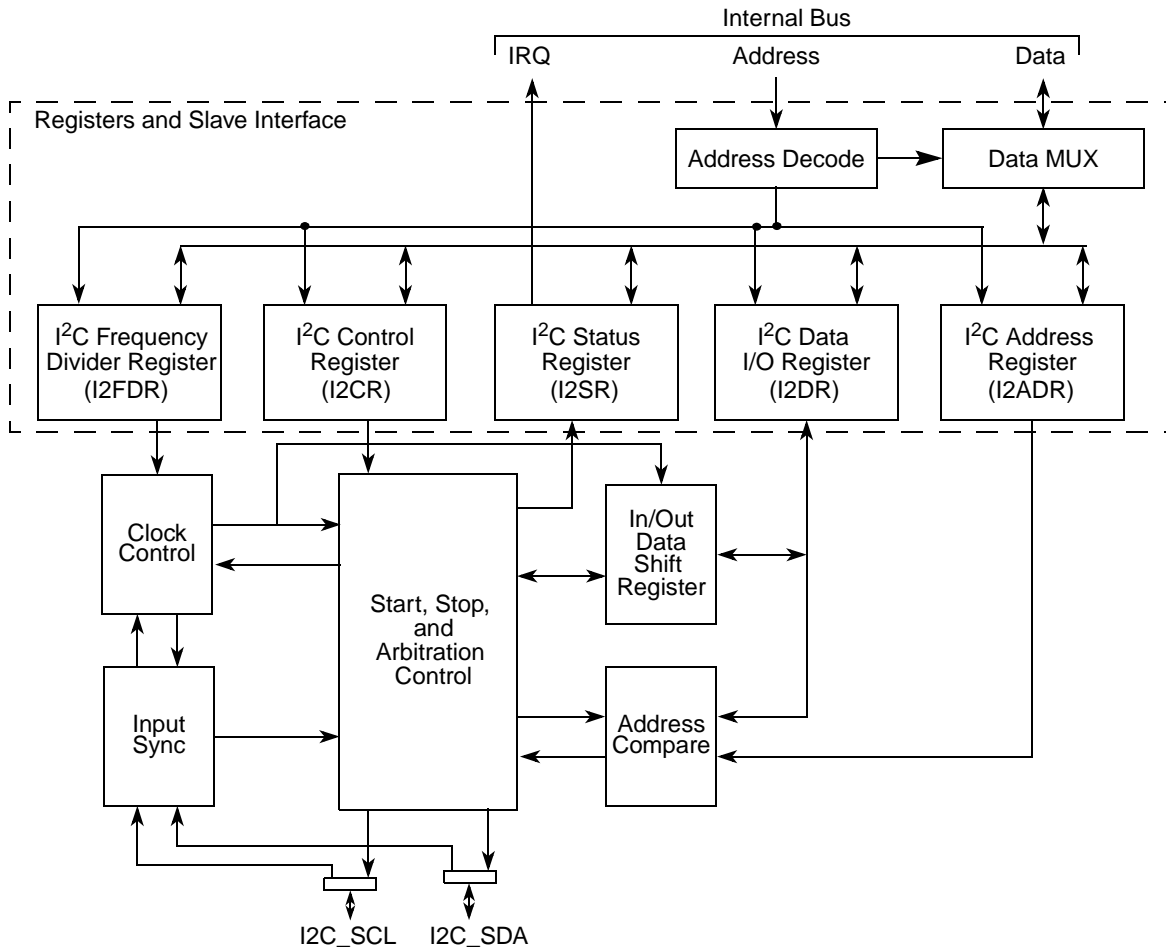 Internal Bus
IRQ
Address
Data
Registers and Slave Interface
Address Decode
Data MUX
I²C Frequency
Divider Register
(I2FDR)
I²C Control
Register
(I2CR)
I²C Status
Register
(I2SR)
I²C Data
I/O Register
(I2DR)
I²C Address
Register
(I2ADR)
Clock
Control
In/Out
Data
Shift
Register
Start, Stop,
and
Arbitration
Control
Input
Sync
Address
Compare
I2C_SCL
I2C_SDA